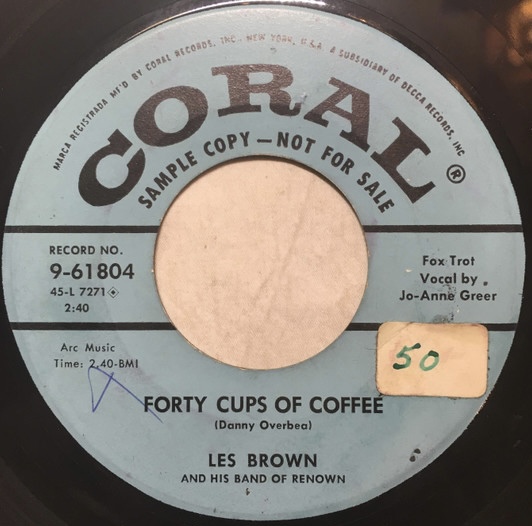 MARCA REGISTRADA MF'D BY CORAL RECORDS, INC., NEW YORK, U.S.A. A SUBSIDIARY OF DECCA RECORDS, INC.
CORAL ®
SAMPLE COPY — NOT FOR SALE
RECORD NO.
9-61804
45-L 7271
2:40
Fox Trot
Vocal by
Jo-Anne Greer
Arc Music
Time: 2.40-BMI
50
FORTY CUPS OF COFFEE
(Danny Overbea)
LES BROWN
AND HIS BAND OF RENOWN